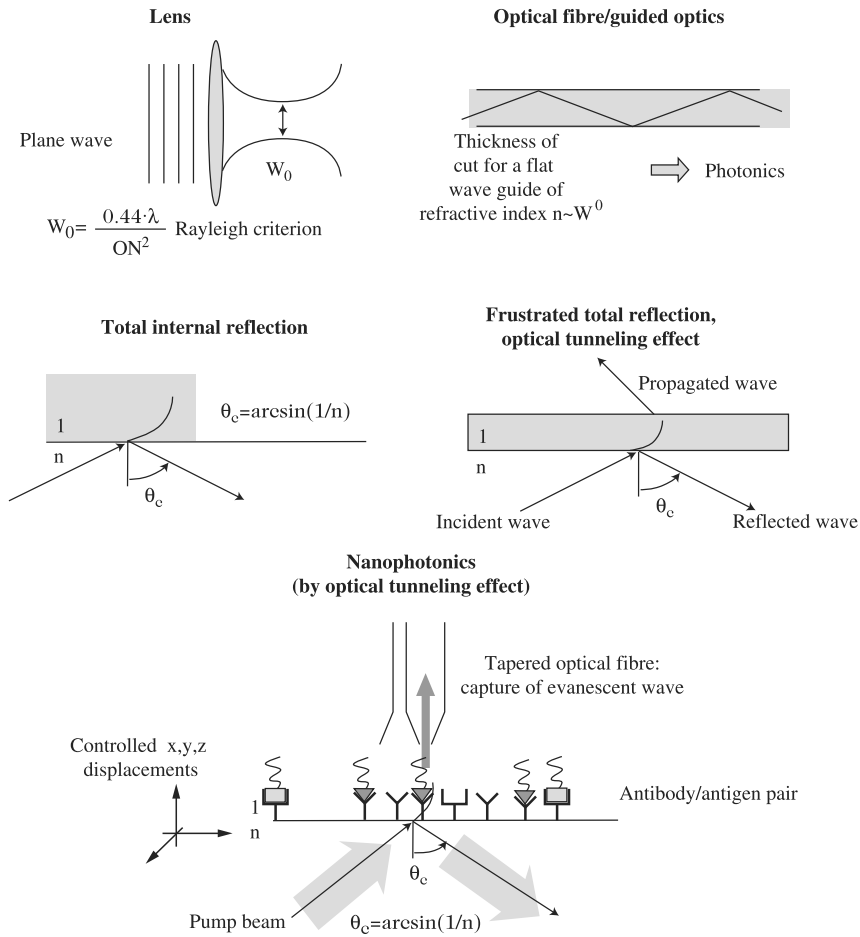 Lens
Plane wave
W₀
W₀= 0.44·λ / ON² Rayleigh criterion
Optical fibre/guided optics
Thickness of
cut for a flat
wave guide of
refractive index n~W⁰
Photonics
Total internal reflection
1
n
θc=arcsin(1/n)
θc
Frustrated total reflection,
optical tunneling effect
Propagated wave
1
n
θc
Incident wave
Reflected wave
Nanophotonics
(by optical tunneling effect)
Tapered optical fibre:
capture of evanescent wave
Controlled x,y,z
displacements
1
n
Antibody/antigen pair
θc
Pump beam
θc=arcsin(1/n)